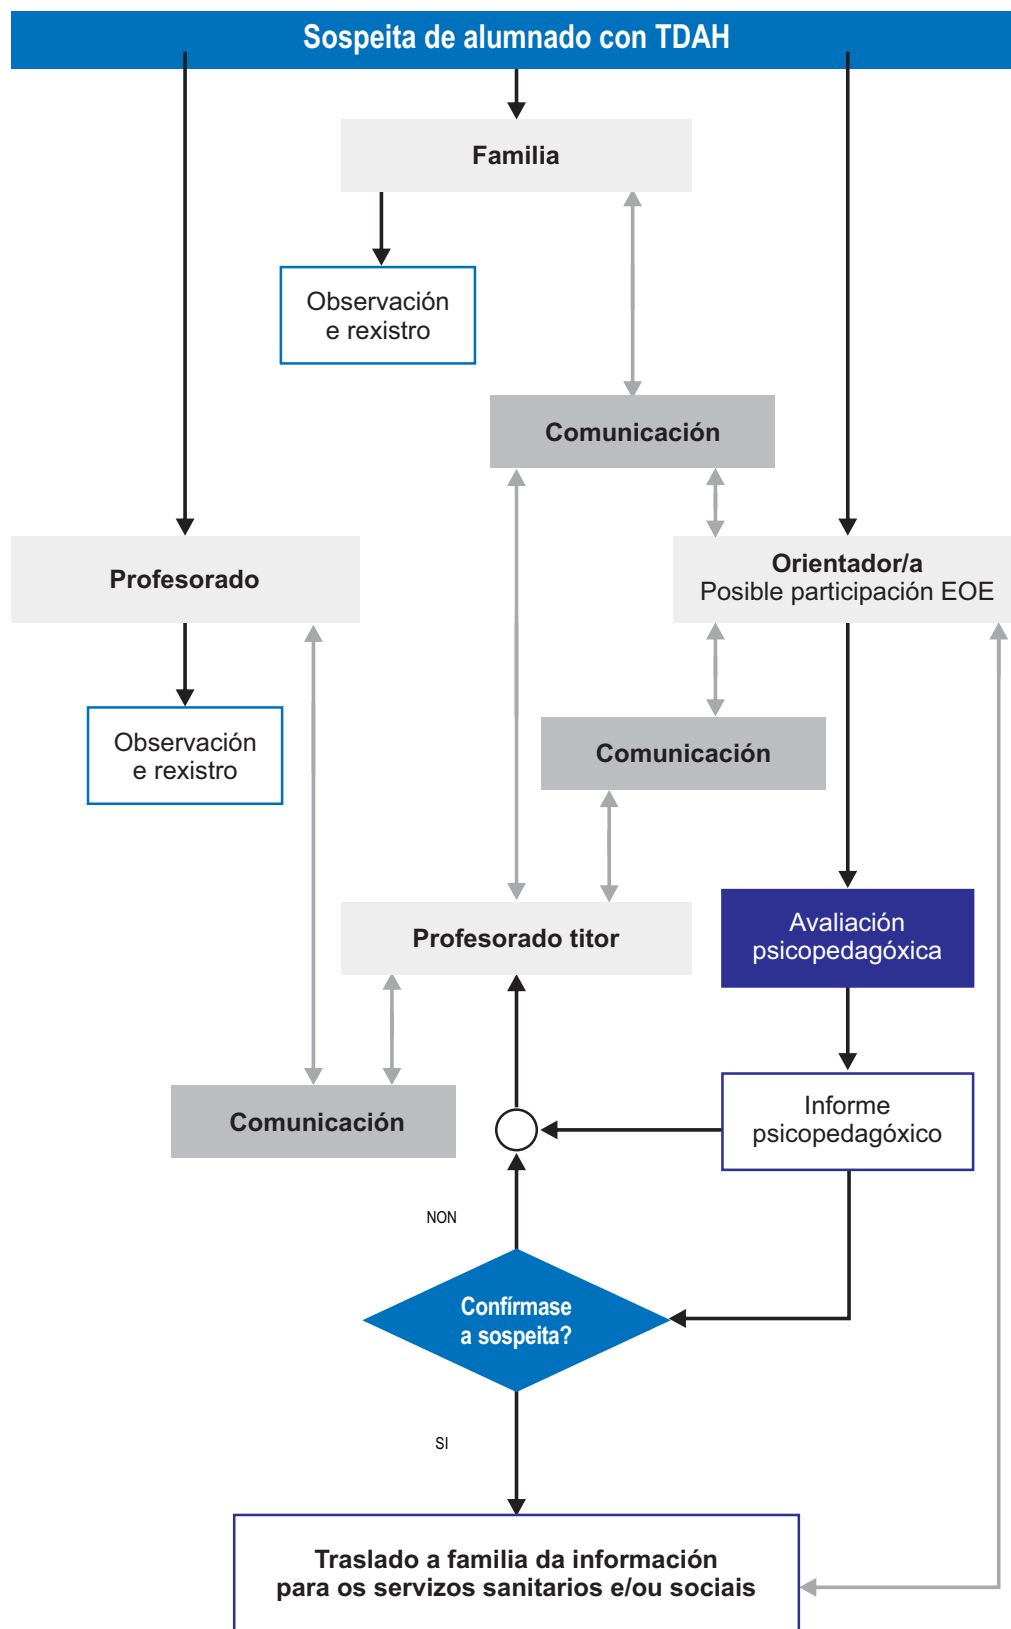 Sospeita de alumnado con TDAH
Familia
Observación
e rexistro
Comunicación
Profesorado
Orientador/a
Posible participación EOE
Observación
e rexistro
Comunicación
Avaliación
psicopedagóxica
Profesorado titor
Informe
psicopedagóxico
Comunicación
NON
Confírmase
a sospeita?
SI
Traslado a familia da información
para os servizos sanitarios e/ou sociais